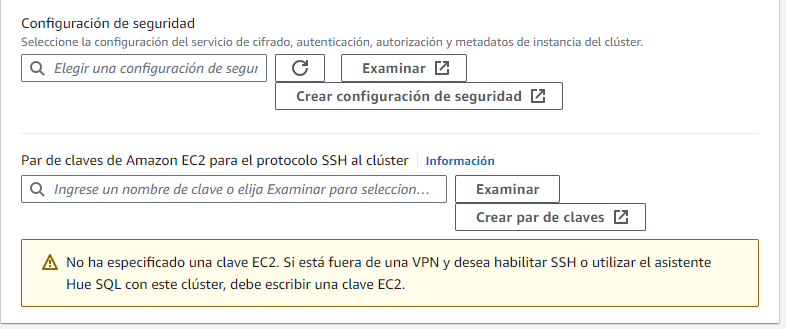 Configuración de seguridad
Seleccione la configuración del servicio de cifrado, autenticación, autorización y metadatos de instancia del clúster.
Elegir una configuración de segur
Examinar
Crear configuración de seguridad
Par de claves de Amazon EC2 para el protocolo SSH al clúster
Información
Ingrese un nombre de clave o elija Examinar para seleccion…
Examinar
Crear par de claves
No ha especificado una clave EC2. Si está fuera de una VPN y desea habilitar SSH o utilizar el asistente
Hue SQL con este clúster, debe escribir una clave EC2.